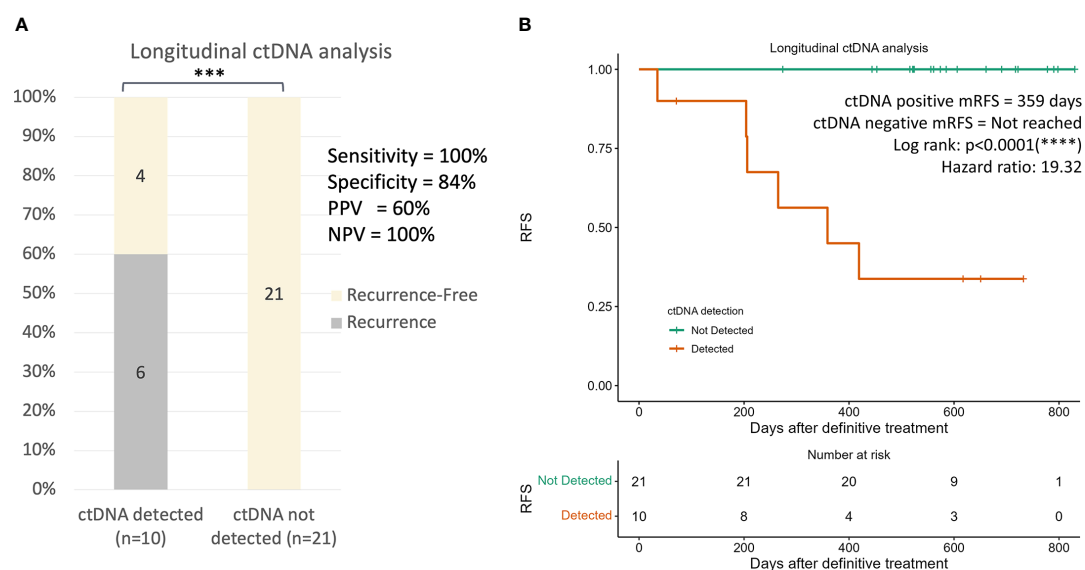 A
Longitudinal ctDNA analysis
***
100%
90%
80%
70%
60%
50%
40%
30%
20%
10%
0%
4
6
21
Sensitivity = 100%
Specificity = 84%
PPV = 60%
NPV = 100%
Recurrence-Free
Recurrence
ctDNA detected
(n=10)
ctDNA not
detected (n=21)
B
Longitudinal ctDNA analysis
ctDNA positive mRFS = 359 days
ctDNA negative mRFS = Not reached
Log rank: p<0.0001(****)
Hazard ratio: 19.32
RFS
1.00
0.75
0.50
0.25
0.00
ctDNA detection
Not Detected
Detected
0 200 400 600 800
Days after definitive treatment
Number at risk
RFS
Not Detected 21 21 20 9 1
Detected 10 8 4 3 0
0 200 400 600 800
Days after definitive treatment